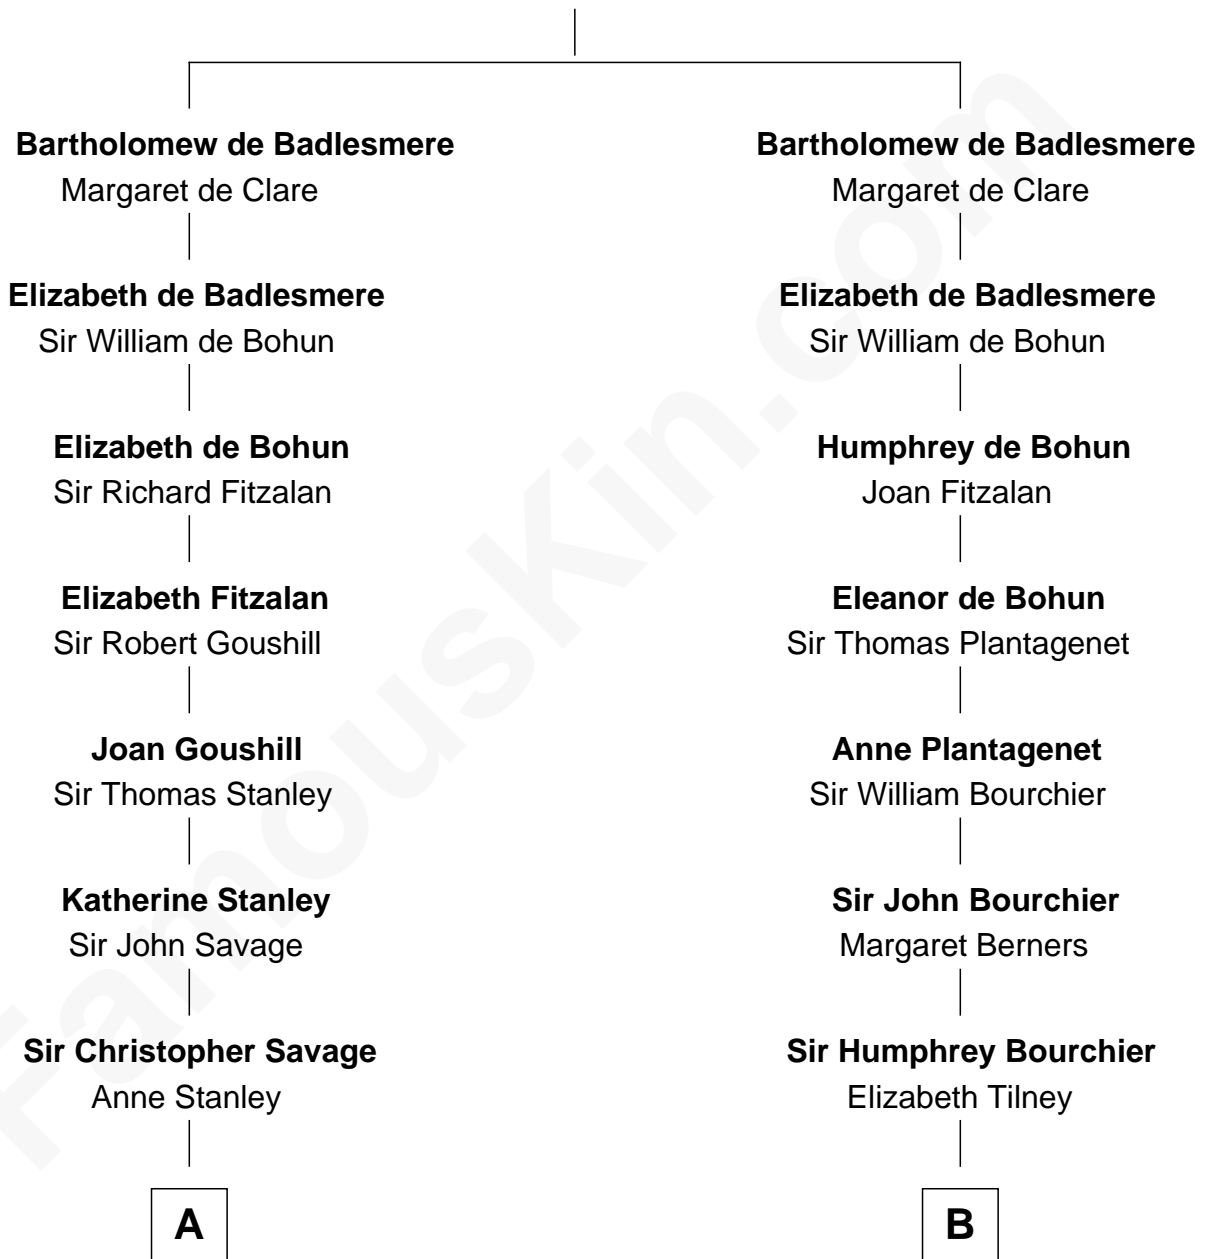 Bartholomew de Badlesmere
Margaret de Clare
Elizabeth de Badlesmere
Sir William de Bohun
Elizabeth de Bohun
Sir Richard Fitzalan
Elizabeth Fitzalan
Sir Robert Goushill
Joan Goushill
Sir Thomas Stanley
Katherine Stanley
Sir John Savage
Sir Christopher Savage
Anne Stanley
A
Bartholomew de Badlesmere
Margaret de Clare
Elizabeth de Badlesmere
Sir William de Bohun
Humphrey de Bohun
Joan Fitzalan
Eleanor de Bohun
Sir Thomas Plantagenet
Anne Plantagenet
Sir William Bourchier
Sir John Bourchier
Margaret Berners
Sir Humphrey Bourchier
Elizabeth Tilney
B
FamousKin.com